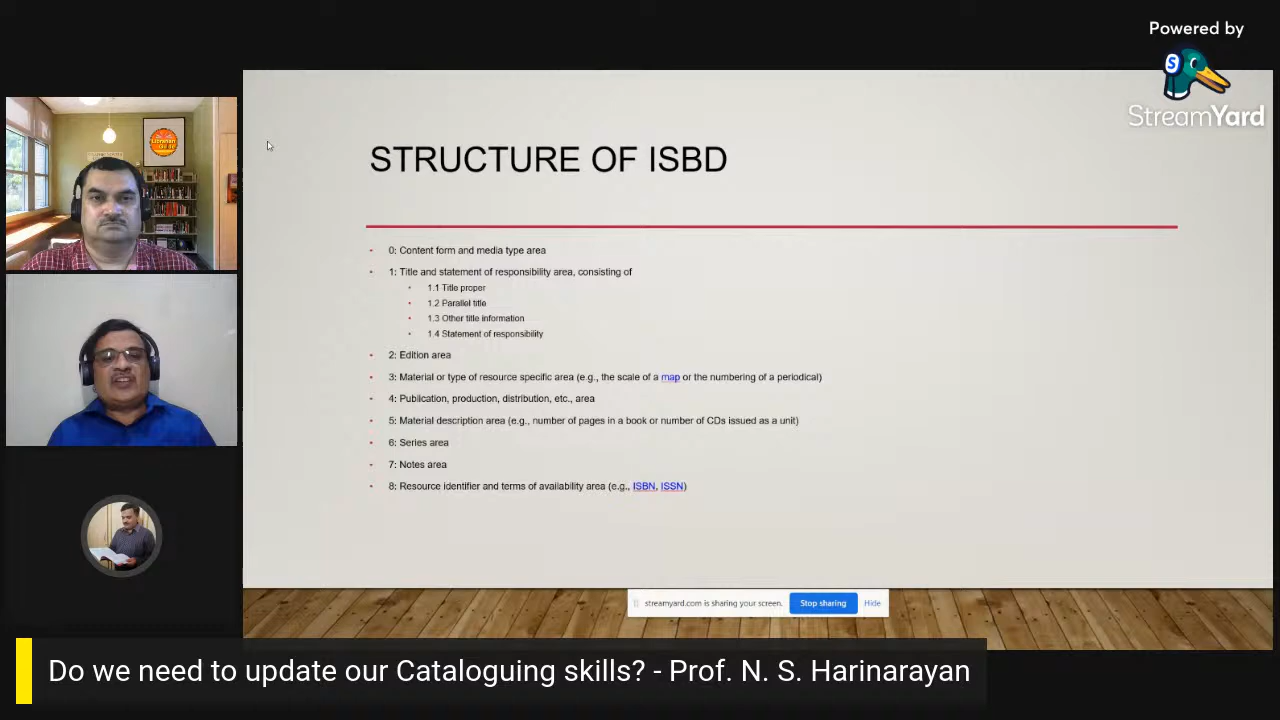 Powered by
StreamYard
STRUCTURE OF ISBD
0: Content form and media type area
1: Title and statement of responsibility area, consisting of
1.1 Title proper
1.2 Parallel title
1.3 Other title information
1.4 Statement of responsibility
2: Edition area
3: Material or type of resource specific area (e.g., the scale of a map or the numbering of a periodical)
4: Publication, production, distribution, etc., area
5: Material description area (e.g., number of pages in a book or number of CDs issued as a unit)
6: Series area
7: Notes area
8: Resource identifier and terms of availability area (e.g., ISBN, ISSN)
streamyard.com is sharing your screen. Stop sharing Hide
Do we need to update our Cataloguing skills? - Prof. N. S. Harinarayan